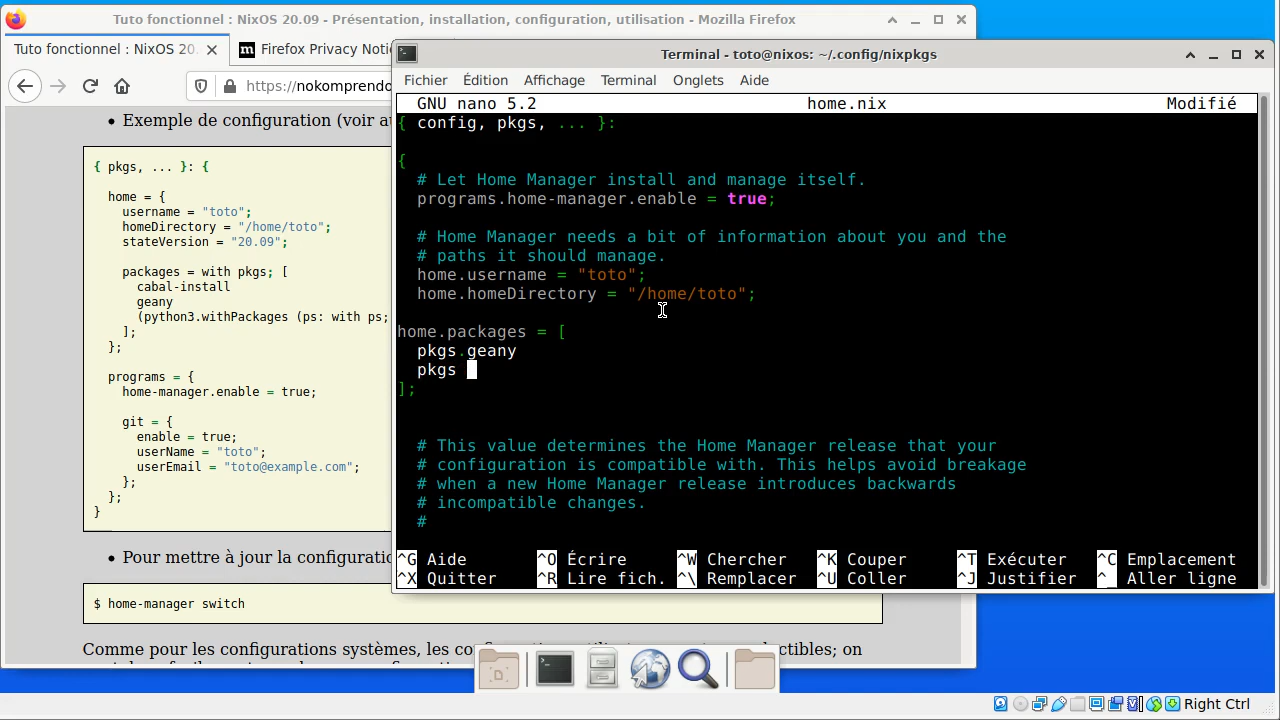 Tuto fonctionnel : NixOS 20.09 - Présentation, installation, configuration, utilisation - Mozilla Firefox
Tuto fonctionnel : NixOS 20.
Firefox Privacy Noti
https://nokomprendo
Exemple de configuration (voir au
{ pkgs, ... }: {
home = {
username = "toto";
homeDirectory = "/home/toto";
stateVersion = "20.09";
packages = with pkgs; [
cabal-install
geany
(python3.withPackages (ps: with ps;
];
};
programs = {
home-manager.enable = true;
git = {
enable = true;
userName = "toto";
userEmail = "toto@example.com";
};
};
}
Pour mettre à jour la configuratio
$ home-manager switch
Comme pour les configurations systèmes, les co
ctibles; on
Terminal - toto@nixos: ~/.config/nixpkgs
Fichier Édition Affichage Terminal Onglets Aide
GNU nano 5.2 home.nix Modifié
{ config, pkgs, ... }:
{
# Let Home Manager install and manage itself.
programs.home-manager.enable = true;
# Home Manager needs a bit of information about you and the
# paths it should manage.
home.username = "toto";
home.homeDirectory = "/home/toto";
home.packages = [
pkgs.geany
pkgs
];
# This value determines the Home Manager release that your
# configuration is compatible with. This helps avoid breakage
# when a new Home Manager release introduces backwards
# incompatible changes.
#
^G Aide ^O Écrire ^W Chercher ^K Couper ^T Exécuter ^C Emplacement
^X Quitter ^R Lire fich. ^\ Remplacer ^U Coller ^J Justifier ^_ Aller ligne
Right Ctrl